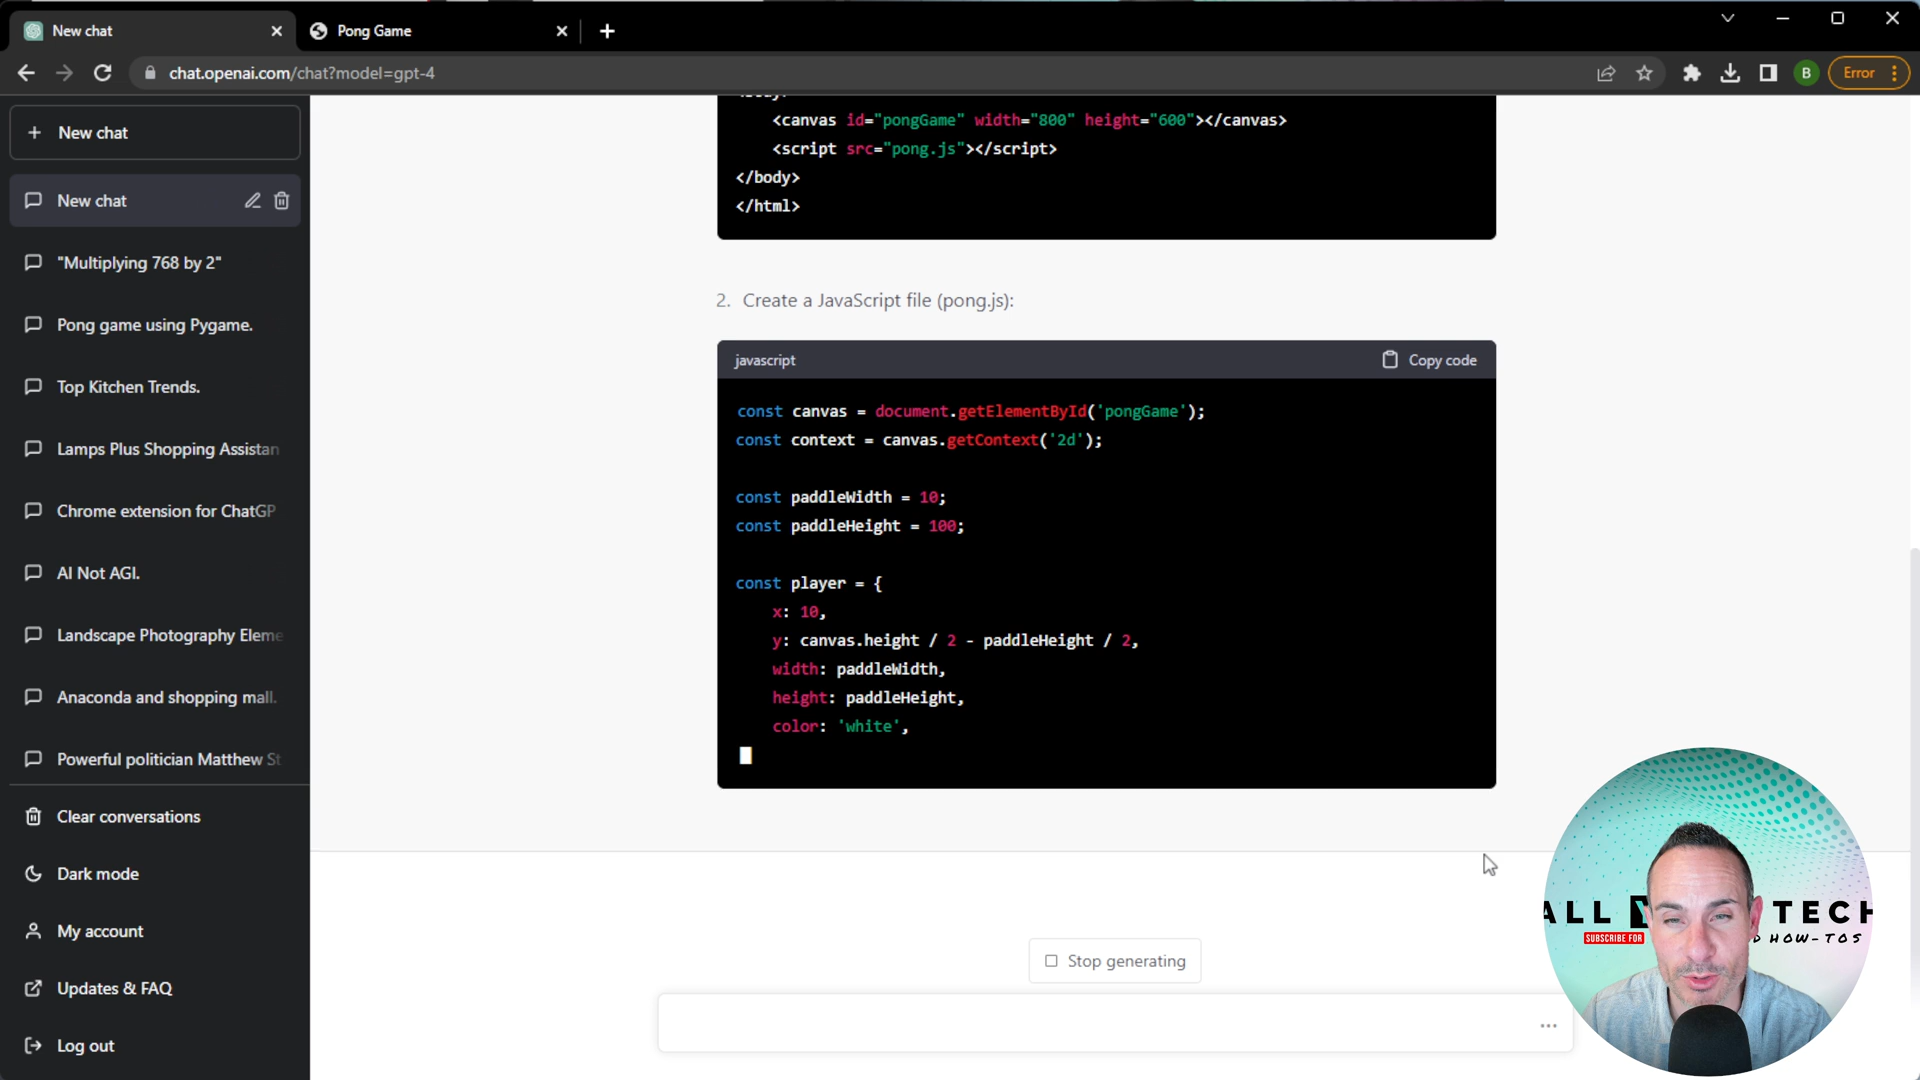 New chat
Pong Game
chat.openai.com/chat?model=gpt-4
B
Error
New chat
New chat
"Multiplying 768 by 2"
Pong game using Pygame.
Top Kitchen Trends.
Lamps Plus Shopping Assistan
Chrome extension for ChatGP
AI Not AGI.
Landscape Photography Eleme
Anaconda and shopping mall.
Powerful politician Matthew St
Clear conversations
Dark mode
My account
Updates & FAQ
Log out
<canvas id="pongGame" width="800" height="600"></canvas>
<script src="pong.js"></script>
</body>
</html>
2. Create a JavaScript file (pong.js):
javascript
Copy code
const canvas = document.getElementById('pongGame');
const context = canvas.getContext('2d');
const paddleWidth = 10;
const paddleHeight = 100;
const player = {
x: 10,
y: canvas.height / 2 - paddleHeight / 2,
width: paddleWidth,
height: paddleHeight,
color: 'white',
Stop generating
ALL TECH
SUBSCRIBE FOR
HOW-TOS